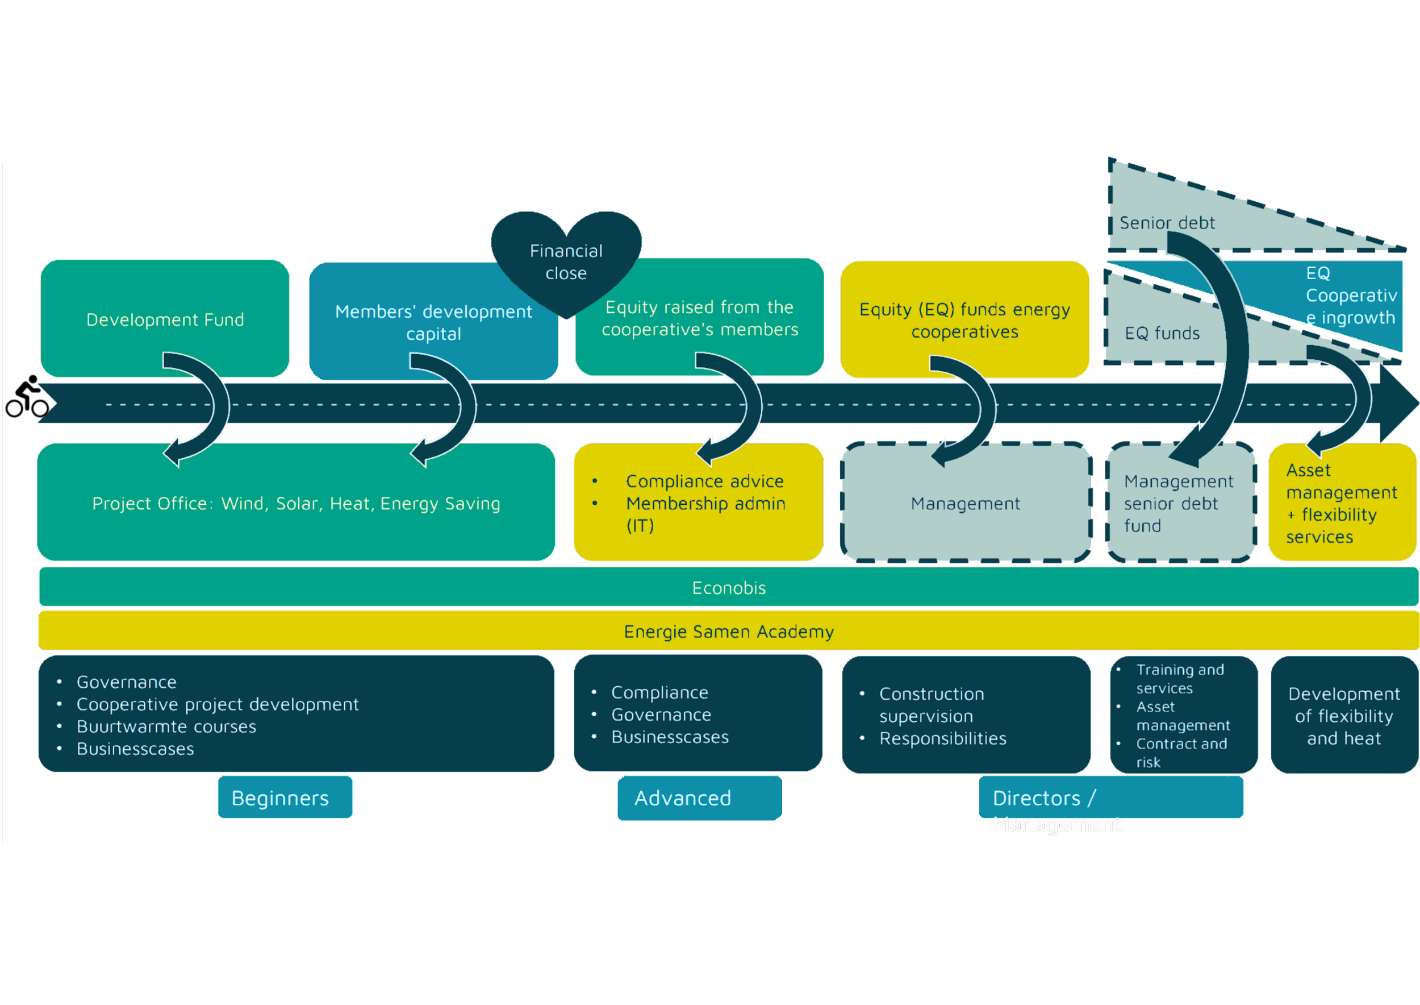 Senior debt
Financial
close
EQ
Cooperativ
e ingrowth
Development Fund
Members' development
capital
Equity raised from the
cooperative's members
Equity (EQ) funds energy
cooperatives
EQ funds
Project Office: Wind, Solar, Heat, Energy Saving
• Compliance advice
• Membership admin
(IT)
Management
Management
senior debt
fund
Asset
management
+ flexibility
services
Econobis
Energie Samen Academy
• Governance
• Cooperative project development
• Buurtwarmte courses
• Businesscases
• Compliance
• Governance
• Businesscases
• Construction
supervision
• Responsibilities
• Training and
services
• Asset
management
• Contract and
risk
Development
of flexibility
and heat
Beginners
Advanced
Directors /
Management